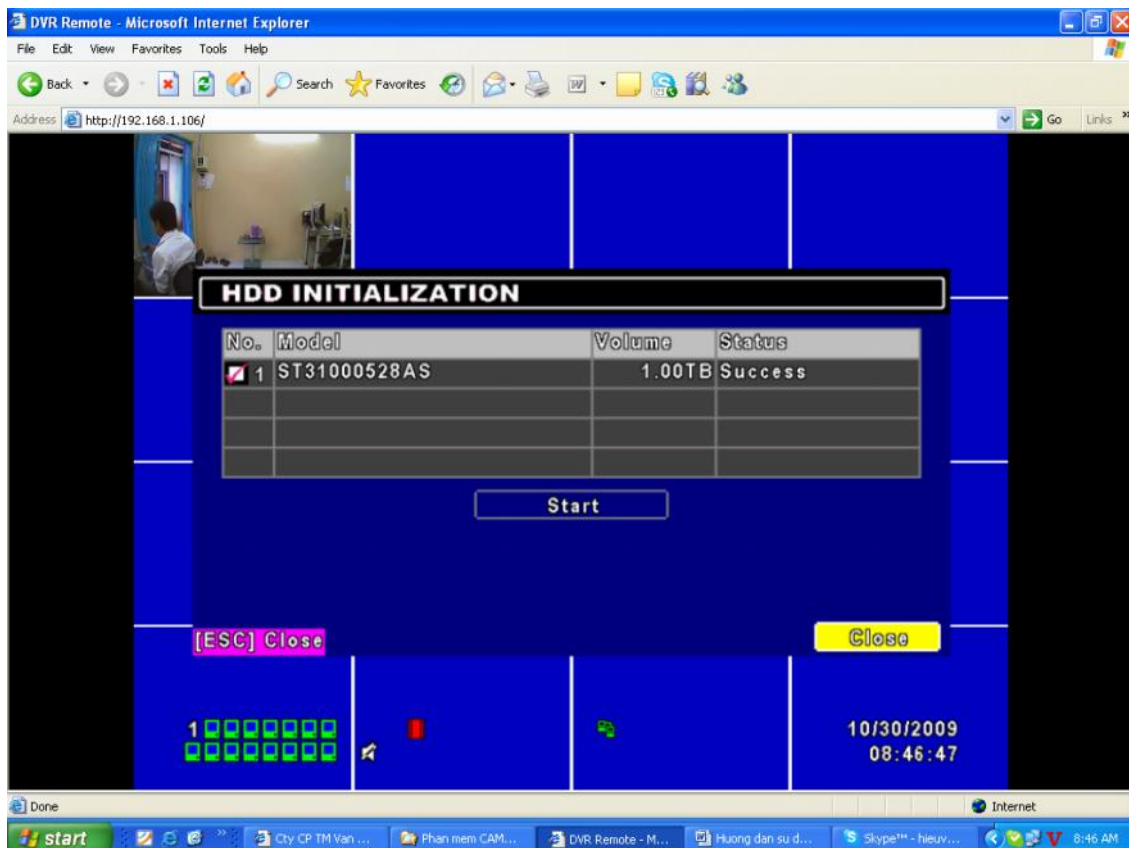 DVR Remote - Microsoft Internet Explorer
File Edit View Favorites Tools Help
Back Search Favorites
Address http://192.168.1.106/ Go Links »
HDD INITIALIZATION
No. Model Volume Status
1 ST31000528AS 1.00TB Success
Start
[ESC] Close Close
1 10/30/2009
08:46:47
Done Internet
start » Cty CP TM Van ... Phan mem CAM... DVR Remote - M... Huong dan su d... Skype™ - hieuv... V 8:46 AM